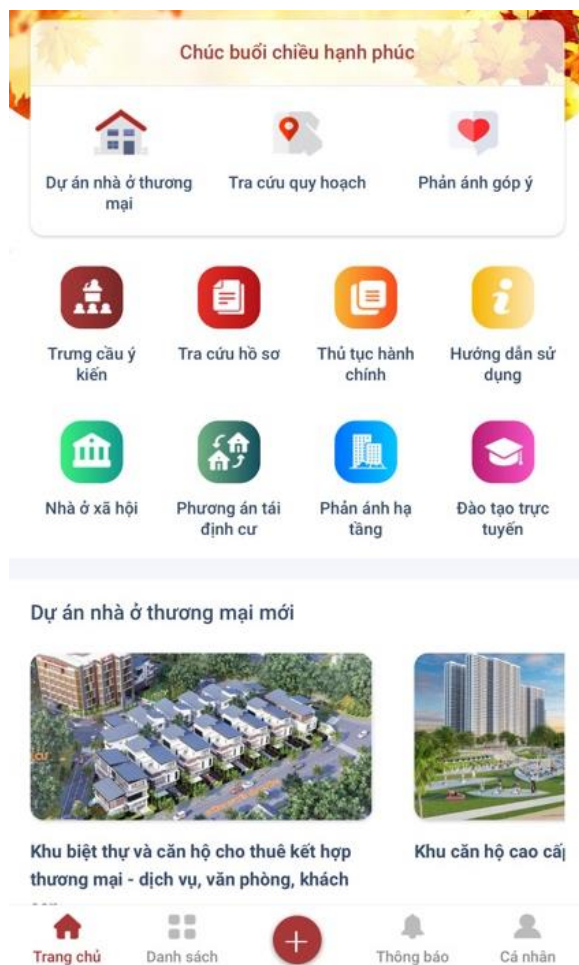 Chúc buổi chiều hạnh phúc
Dự án nhà ở thương
mại
Tra cứu quy hoạch
Phản ánh góp ý
Trưng cầu ý
kiến
Tra cứu hồ sơ
Thủ tục hành
chính
Hướng dẫn sử
dụng
Nhà ở xã hội
Phương án tái
định cư
Phản ánh hạ
tầng
Đào tạo trực
tuyến
Dự án nhà ở thương mại mới
Khu biệt thự và căn hộ cho thuê kết hợp
thương mại - dịch vụ, văn phòng, khách
Khu căn hộ cao cấp
Trang chủ
Danh sách
Thông báo
Cá nhân